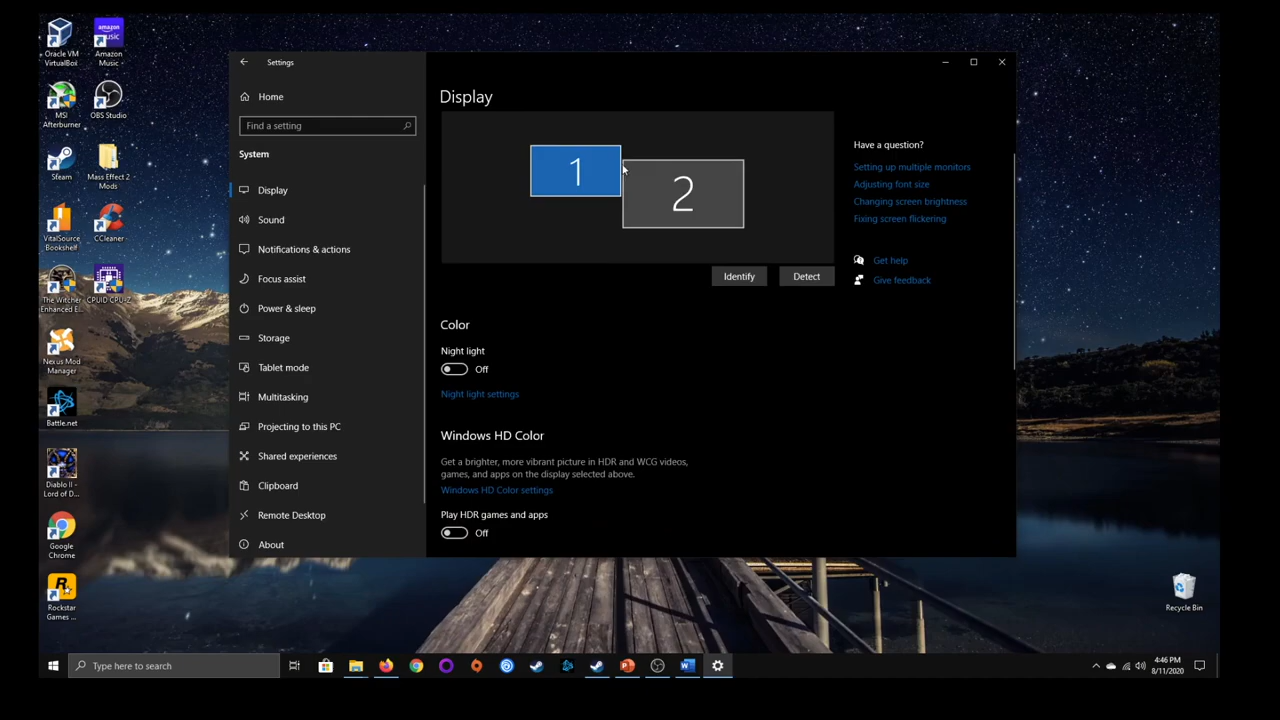 Oracle VM
VirtualBox
amazon
music
Amazon
Music
MSI
Afterburner
OBS Studio
Steam
Mass Effect 2
Mods
VitalSource
Bookshelf
CCleaner
The Witcher
Enhanced E...
CPUID CPU-Z
Nexus Mod
Manager
Battle.net
Diablo II -
Lord of D...
Google
Chrome
R
Rockstar
Games ...
Settings
Home
Find a setting
System
Display
Sound
Notifications & actions
Focus assist
Power & sleep
Storage
Tablet mode
Multitasking
Projecting to this PC
Shared experiences
Clipboard
Remote Desktop
About
Display
1
2
Identify
Detect
Color
Night light
Off
Night light settings
Windows HD Color
Get a brighter, more vibrant picture in HDR and WCG videos,
games, and apps on the display selected above.
Windows HD Color settings
Play HDR games and apps
Off
Have a question?
Setting up multiple monitors
Adjusting font size
Changing screen brightness
Fixing screen flickering
Get help
Give feedback
Recycle Bin
Type here to search
4:46 PM
8/11/2020